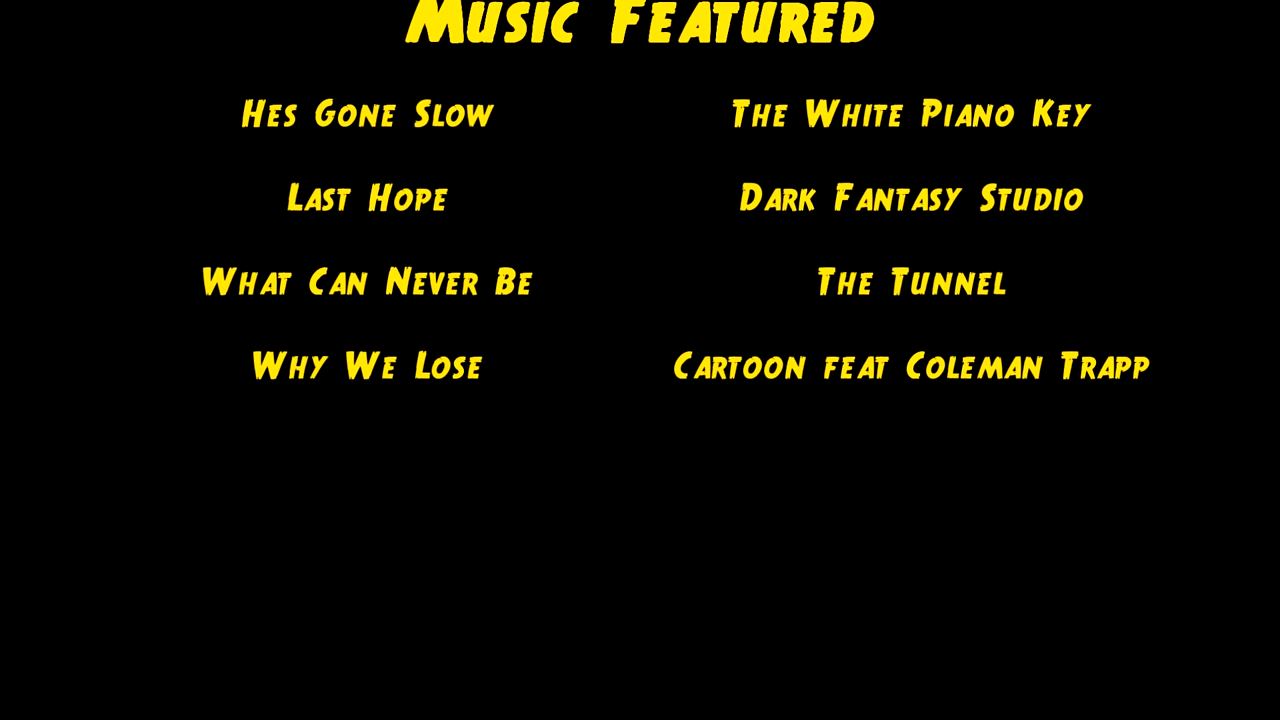 Music Featured
Hes Gone Slow The White Piano Key
Last Hope Dark Fantasy Studio
What Can Never Be The Tunnel
Why We Lose Cartoon feat Coleman Trapp